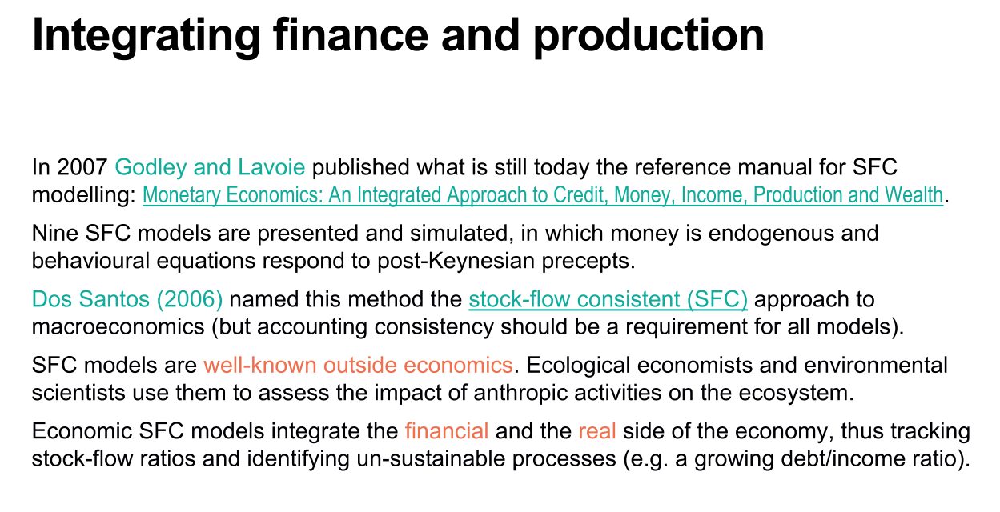 Integrating finance and production
In 2007 Godley and Lavoie published what is still today the reference manual for SFC
modelling: Monetary Economics: An Integrated Approach to Credit, Money, Income, Production and Wealth.
Nine SFC models are presented and simulated, in which money is endogenous and
behavioural equations respond to post-Keynesian precepts.
Dos Santos (2006) named this method the stock-flow consistent (SFC) approach to
macroeconomics (but accounting consistency should be a requirement for all models).
SFC models are well-known outside economics. Ecological economists and environmental
scientists use them to assess the impact of anthropic activities on the ecosystem.
Economic SFC models integrate the financial and the real side of the economy, thus tracking
stock-flow ratios and identifying un-sustainable processes (e.g. a growing debt/income ratio).